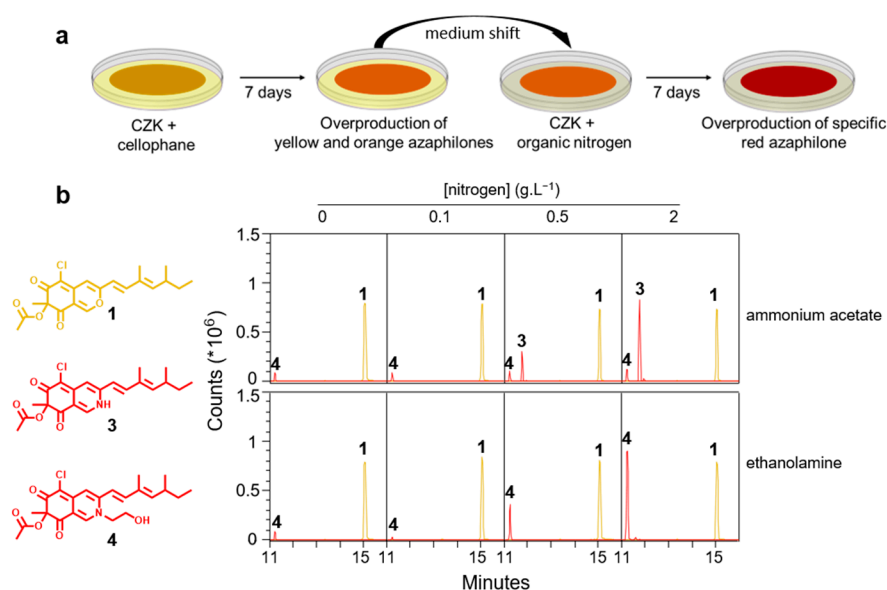 a
medium shift
7 days
7 days
CZK +
cellophane
Overproduction of
yellow and orange azaphilones
CZK +
organic nitrogen
Overproduction of specific
red azaphilone
b
[nitrogen] (g.L⁻¹)
0 0.1 0.5 2
Cl
O
O
O
O
O
1
Cl
O
O
NH
O
O
3
Cl
O
OH
N
O
O
O
4
Counts (*10⁶)
1.5
1
0.5
0
4 1 4 1 4 3 1 4 3 1
ammonium acetate
1.5
1
0.5
0
4 1 4 1 4 1 4 1
ethanolamine
11 15 11 15 11 15 11 15
Minutes